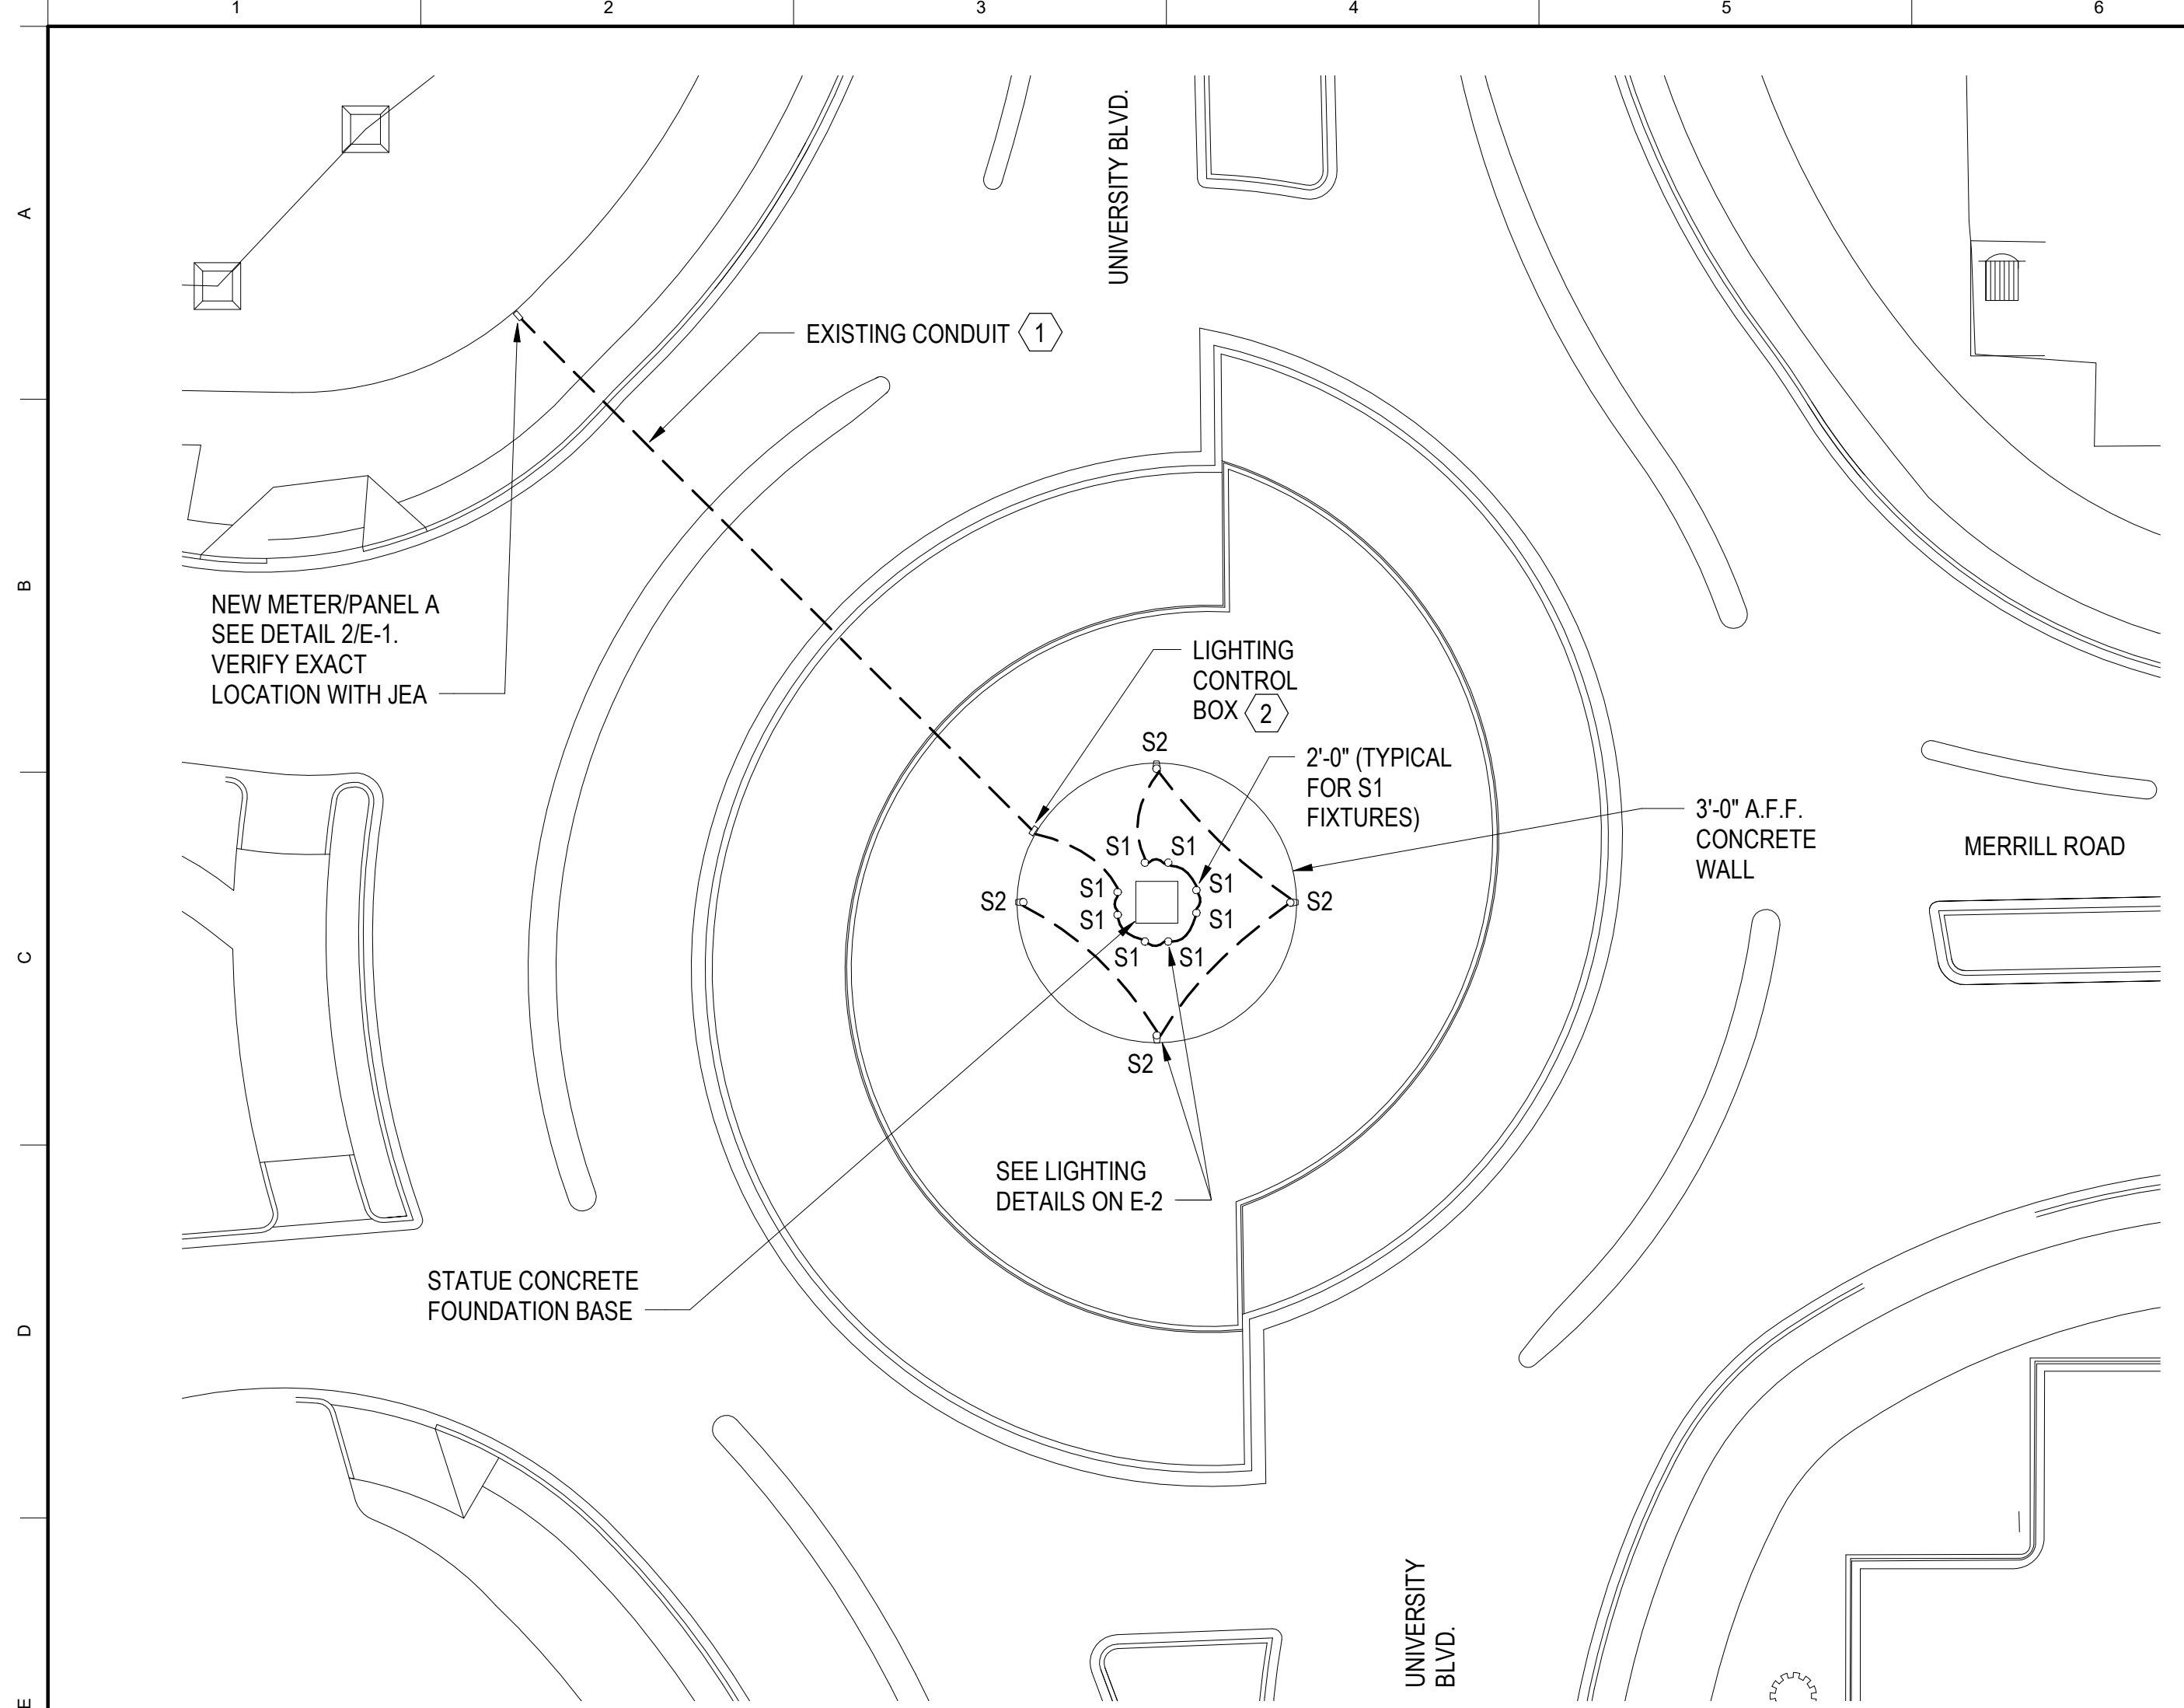 1 2 3 4 5 6
A
B
C
D
E
UNIVERSITY BLVD.
EXISTING CONDUIT 1
NEW METER/PANEL A
SEE DETAIL 2/E-1.
VERIFY EXACT
LOCATION WITH JEA
LIGHTING
CONTROL
BOX 2
S2
2'-0" (TYPICAL
FOR S1
FIXTURES)
3'-0" A.F.F.
CONCRETE
WALL
MERRILL ROAD
S1 S1
S1 S1
S2 S2
S1 S1
S1 S1
S2
SEE LIGHTING
DETAILS ON E-2
STATUE CONCRETE
FOUNDATION BASE
UNIVERSITY
BLVD.